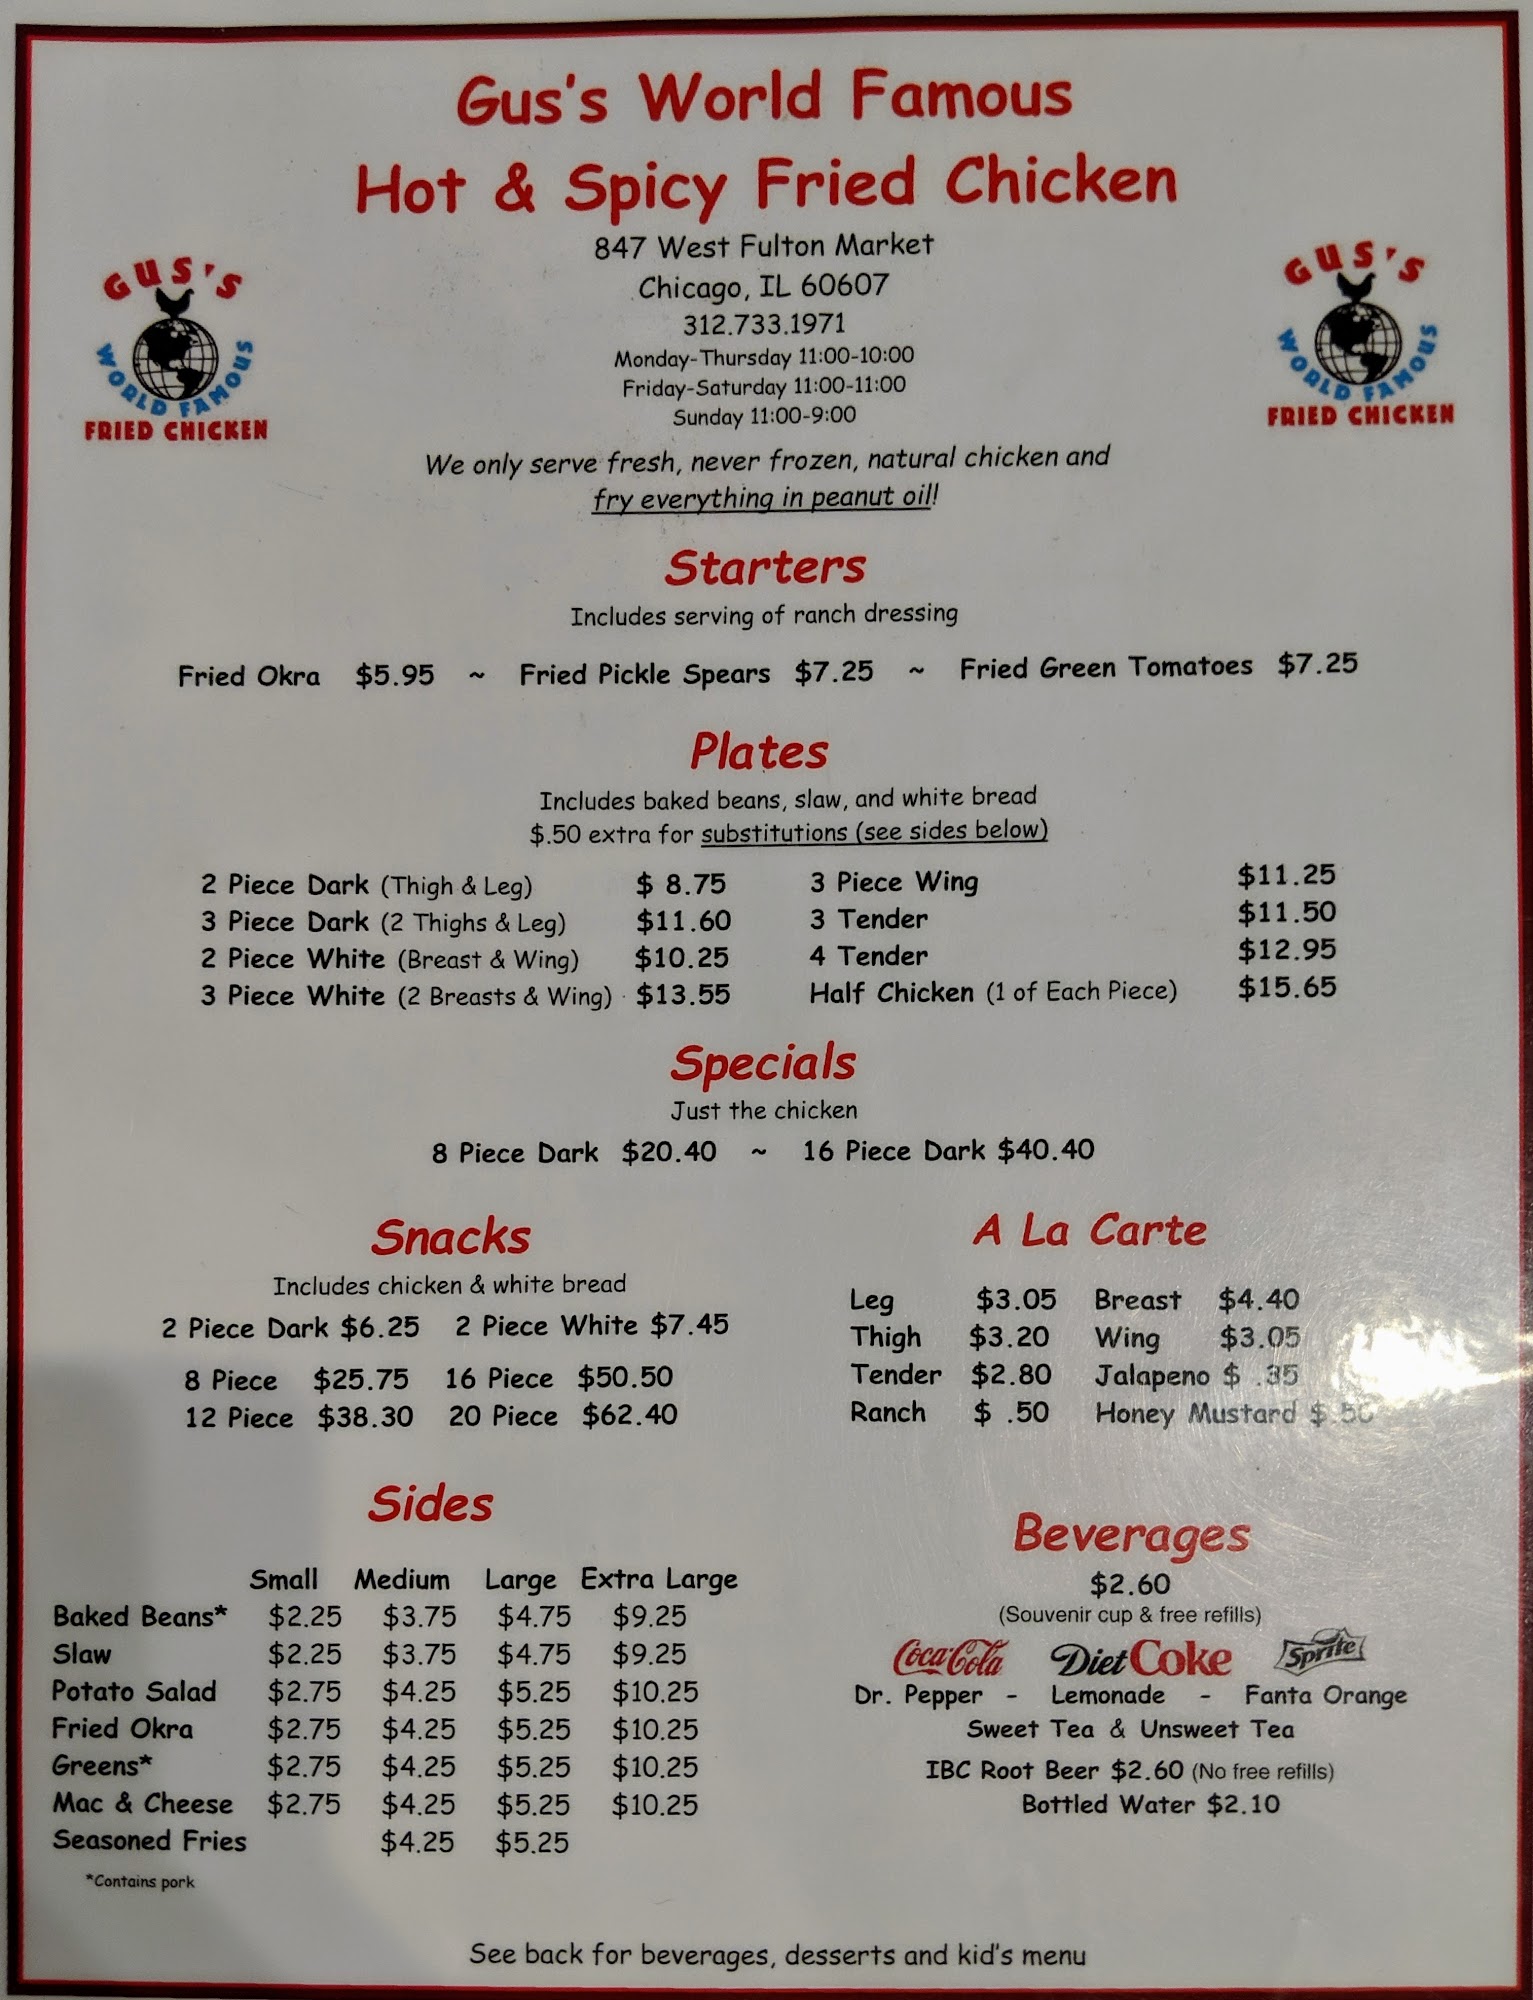 Gus's World Famous
Hot & Spicy Fried Chicken
847 West Fulton Market
Chicago, IL 60607
312.733.1971
Monday-Thursday 11:00-10:00
Friday-Saturday 11:00-11:00
Sunday 11:00-9:00
GUS'S
WORLD FAMOUS
FRIED CHICKEN
GUS'S
WORLD FAMOUS
FRIED CHICKEN
We only serve fresh, never frozen, natural chicken and
fry everything in peanut oil!
Starters
Includes serving of ranch dressing
Fried Okra $5.95 ~ Fried Pickle Spears $7.25 ~ Fried Green Tomatoes $7.25
Plates
Includes baked beans, slaw, and white bread
$.50 extra for substitutions (see sides below)
2 Piece Dark (Thigh & Leg) $ 8.75 3 Piece Wing $11.25
3 Piece Dark (2 Thighs & Leg) $11.60 3 Tender $11.50
2 Piece White (Breast & Wing) $10.25 4 Tender $12.95
3 Piece White (2 Breasts & Wing) $13.55 Half Chicken (1 of Each Piece) $15.65
Specials
Just the chicken
8 Piece Dark $20.40 ~ 16 Piece Dark $40.40
Snacks
Includes chicken & white bread
2 Piece Dark $6.25 2 Piece White $7.45
8 Piece $25.75 16 Piece $50.50
12 Piece $38.30 20 Piece $62.40
A La Carte
Leg $3.05 Breast $4.40
Thigh $3.20 Wing $3.05
Tender $2.80 Jalapeno $ .35
Ranch $ .50 Honey Mustard $.50
Sides
Small Medium Large Extra Large
Baked Beans* $2.25 $3.75 $4.75 $9.25
Slaw $2.25 $3.75 $4.75 $9.25
Potato Salad $2.75 $4.25 $5.25 $10.25
Fried Okra $2.75 $4.25 $5.25 $10.25
Greens* $2.75 $4.25 $5.25 $10.25
Mac & Cheese $2.75 $4.25 $5.25 $10.25
Seasoned Fries $4.25 $5.25
*Contains pork
Beverages
$2.60
(Souvenir cup & free refills)
Coca-Cola Diet Coke Sprite
Dr. Pepper - Lemonade - Fanta Orange
Sweet Tea & Unsweet Tea
IBC Root Beer $2.60 (No free refills)
Bottled Water $2.10
See back for beverages, desserts and kid's menu